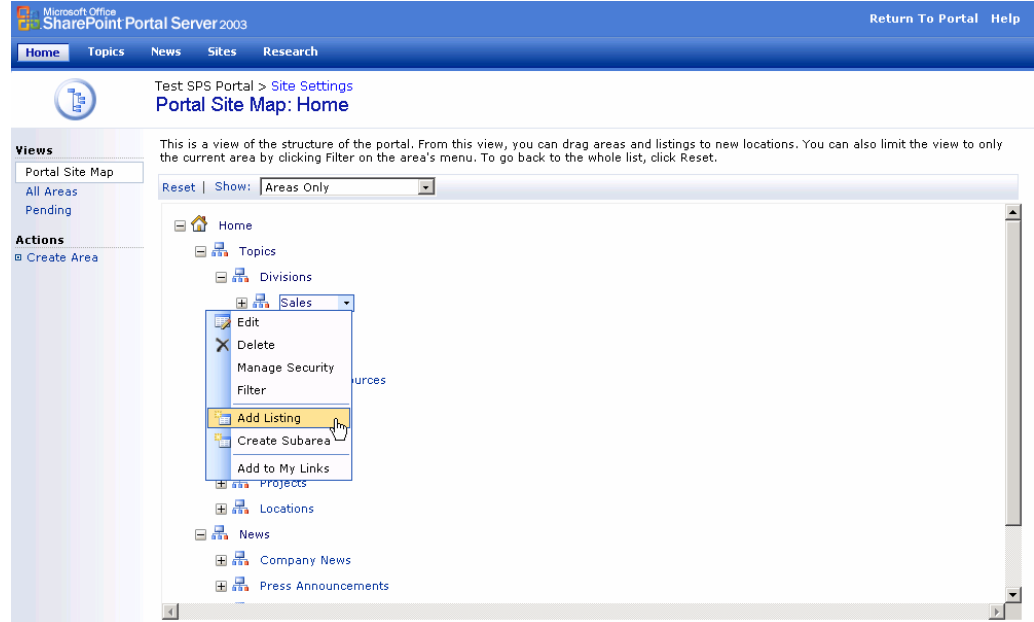 Microsoft Office
SharePoint Portal Server 2003
Return To Portal Help
Home Topics News Sites Research
Test SPS Portal > Site Settings
Portal Site Map: Home
Views
Portal Site Map
All Areas
Pending
Actions
Create Area
This is a view of the structure of the portal. From this view, you can drag areas and listings to new locations. You can also limit the view to only
the current area by clicking Filter on the area's menu. To go back to the whole list, click Reset.
Reset | Show: Areas Only
Home
Topics
Divisions
Sales
Edit
Delete
Manage Security
Filter
Add Listing
Create Subarea
Add to My Links
Projects
Locations
News
Company News
Press Announcements